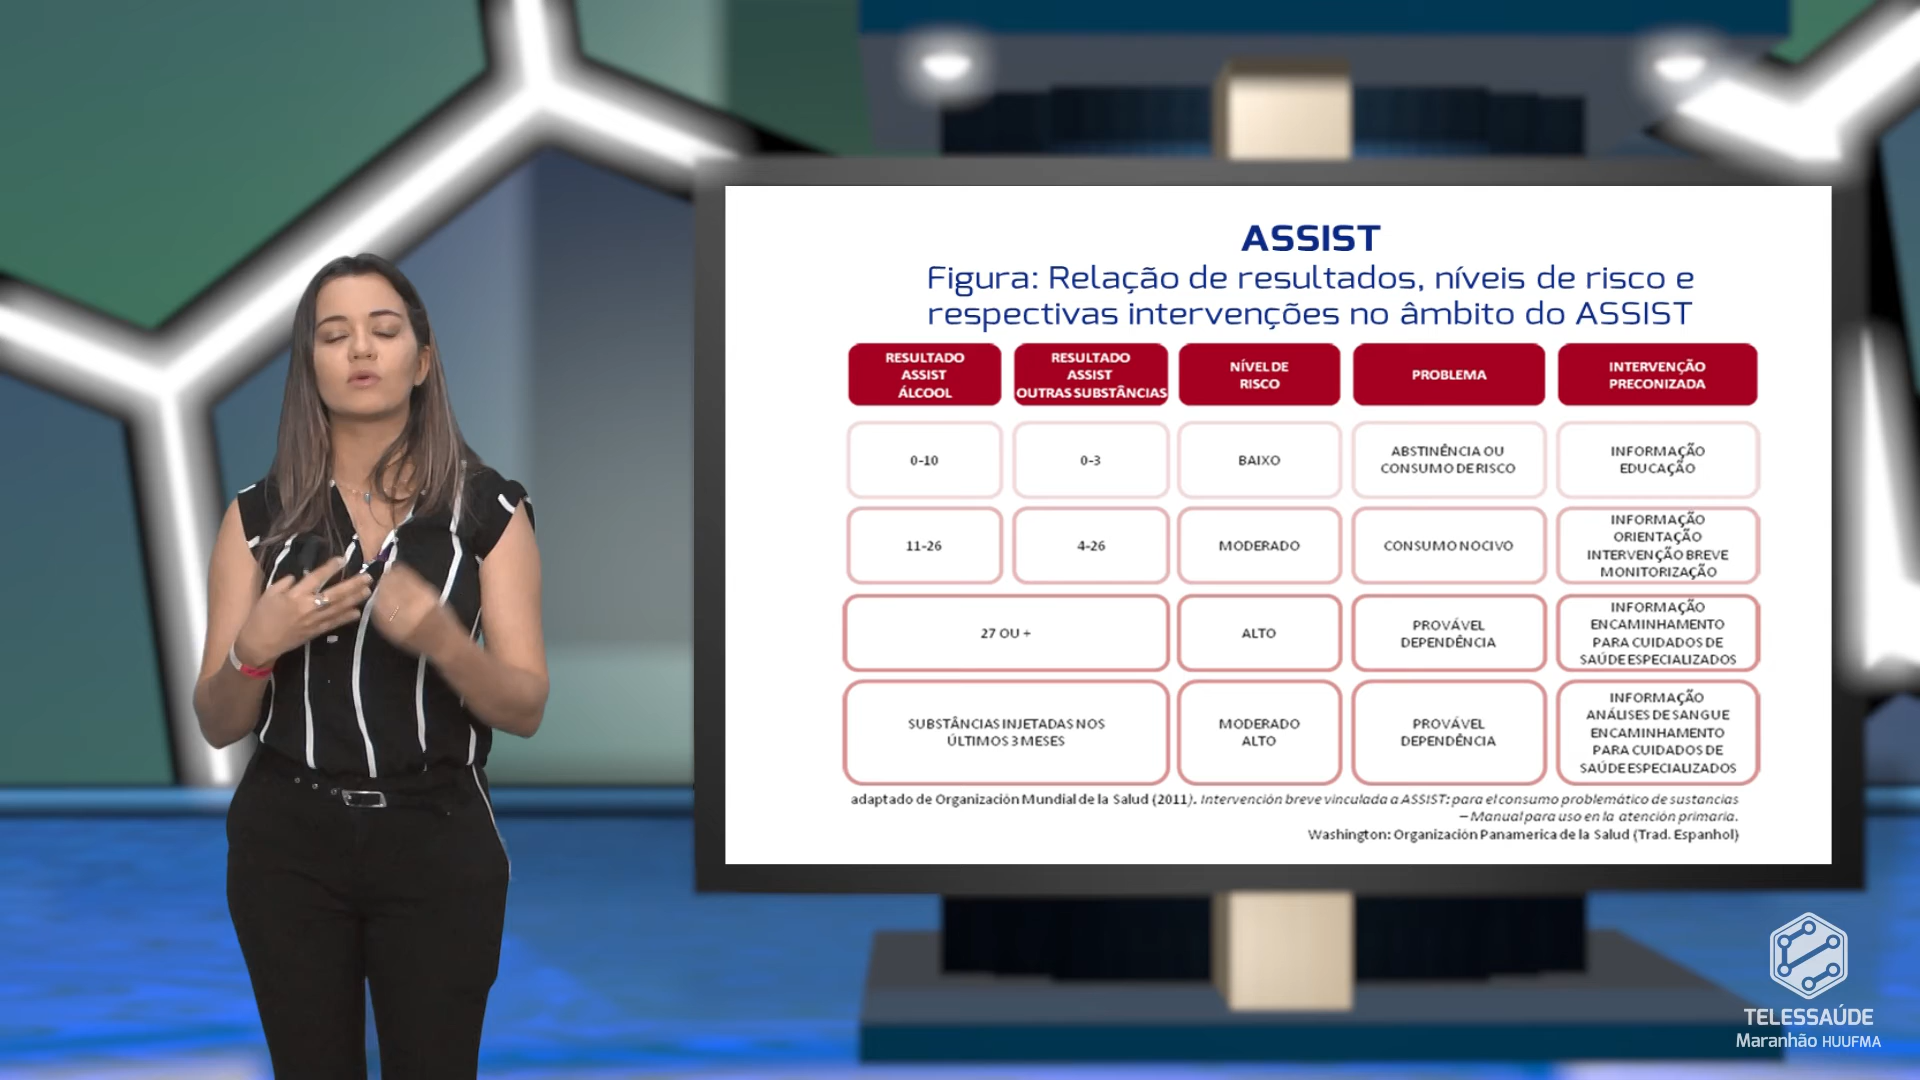 ASSIST
Figura: Relação de resultados, níveis de risco e
respectivas intervenções no âmbito do ASSIST
RESULTADO
ASSIST
ÁLCOOL
RESULTADO
ASSIST
OUTRAS SUBSTÂNCIAS
NÍVEL DE
RISCO
PROBLEMA
INTERVENÇÃO
PRECONIZADA
0-10
0-3
BAIXO
ABSTINÊNCIA OU
CONSUMO DE RISCO
INFORMAÇÃO
EDUCAÇÃO
11-26
4-26
MODERADO
CONSUMO NOCIVO
INFORMAÇÃO
ORIENTAÇÃO
INTERVENÇÃO BREVE
MONITORIZAÇÃO
27 OU +
ALTO
PROVÁVEL
DEPENDÊNCIA
INFORMAÇÃO
ENCAMINHAMENTO
PARA CUIDADOS DE
SAÚDE ESPECIALIZADOS
SUBSTÂNCIAS INJETADAS NOS
ÚLTIMOS 3 MESES
MODERADO
ALTO
PROVÁVEL
DEPENDÊNCIA
INFORMAÇÃO
ANÁLISES DE SANGUE
ENCAMINHAMENTO
PARA CUIDADOS DE
SAÚDE ESPECIALIZADOS
adaptado de Organización Mundial de la Salud (2011). Intervención breve vinculada a ASSIST: para el consumo problemático de sustancias
– Manual para uso en la atención primaria.
Washington: Organización Panamerica de la Salud (Trad. Espanhol)
TELESSAÚDE
Maranhão HUUFMA